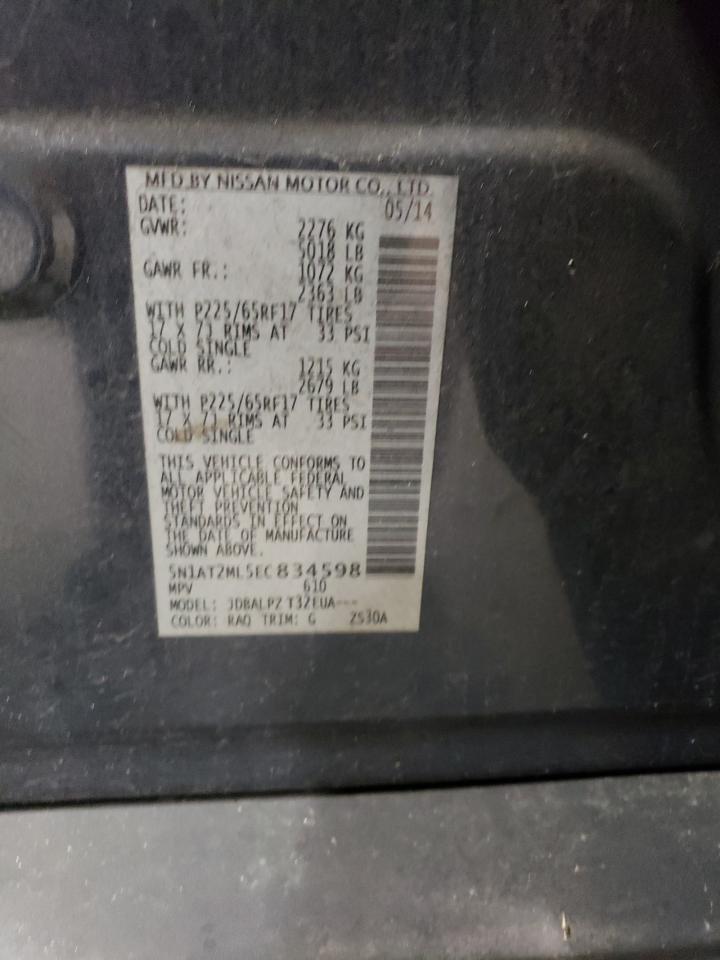 MFD BY NISSAN MOTOR CO., LTD.
DATE: 05/14
GVWR: 2276 KG
5018 LB
GAWR FR.: 1072 KG
2363 LB
WITH P225/65RF17 TIRES
17 X 7J RIMS AT 33 PSI
COLD SINGLE
GAWR RR.: 1215 KG
2679 LB
WITH P225/65RF17 TIRES
17 X 7J RIMS AT 33 PSI
COLD SINGLE
THIS VEHICLE CONFORMS TO
ALL APPLICABLE FEDERAL
MOTOR VEHICLE SAFETY AND
THEFT PREVENTION
STANDARDS IN EFFECT ON
THE DATE OF MANUFACTURE
SHOWN ABOVE.
5N1AT2ML5EC834598
MPV 610
MODEL: JDBALPZ T32EUA---
COLOR: RAQ TRIM: G ZS30A